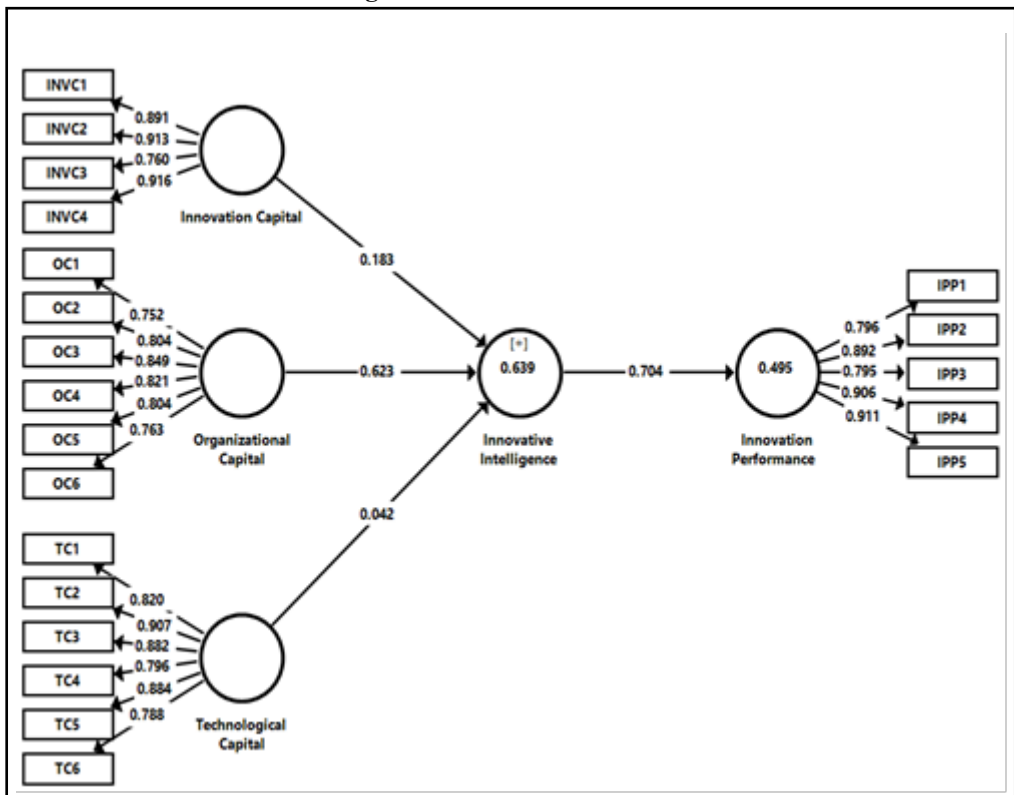 INVC1
INVC2
INVC3
INVC4
0.891
0.913
0.760
0.916
Innovation Capital
0.183
OC1
OC2
OC3
OC4
OC5
OC6
0.752
0.804
0.849
0.821
0.804
0.763
Organizational
Capital
0.623
TC1
TC2
TC3
TC4
TC5
TC6
0.820
0.907
0.882
0.796
0.884
0.788
Technological
Capital
0.042
[+]
0.639
Innovative
Intelligence
0.704
0.495
Innovation
Performance
0.796
0.892
0.795
0.906
0.911
IPP1
IPP2
IPP3
IPP4
IPP5